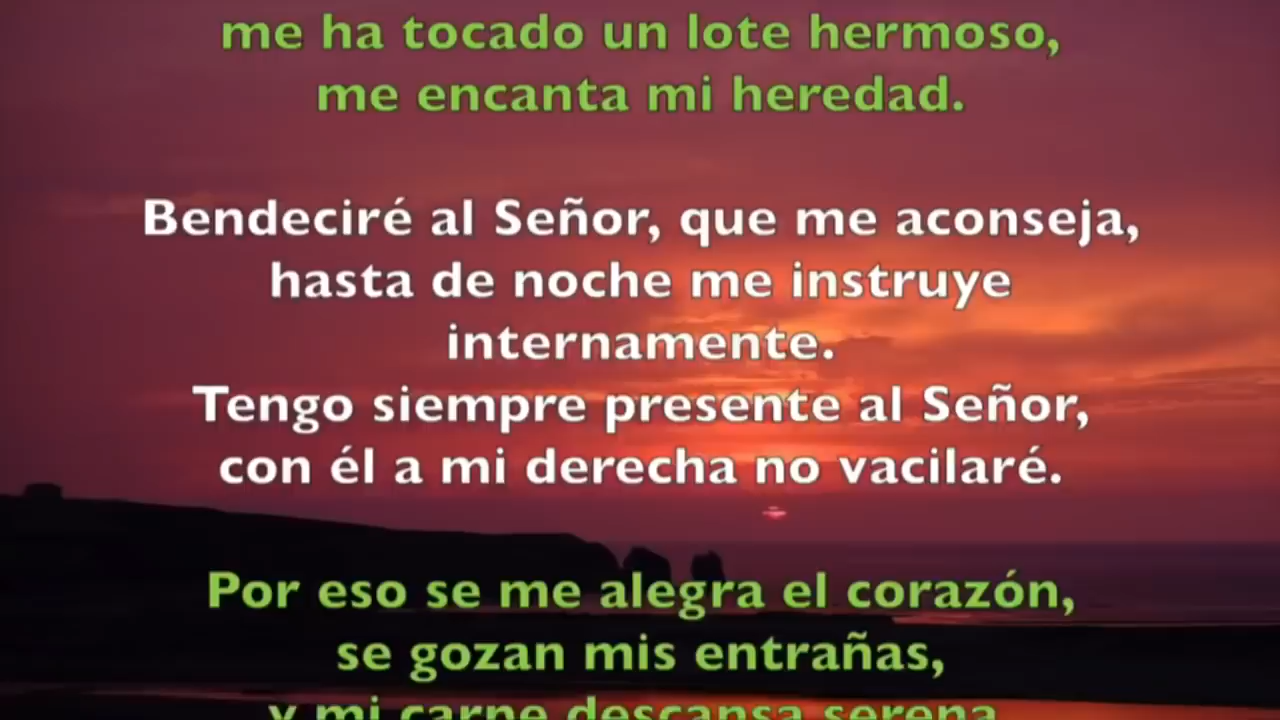 me ha tocado un lote hermoso,
me encanta mi heredad.
Bendeciré al Señor, que me aconseja,
hasta de noche me instruye
internamente.
Tengo siempre presente al Señor,
con él a mi derecha no vacilaré.
Por eso se me alegra el corazón,
se gozan mis entrañas,
y mi carne descansa serena